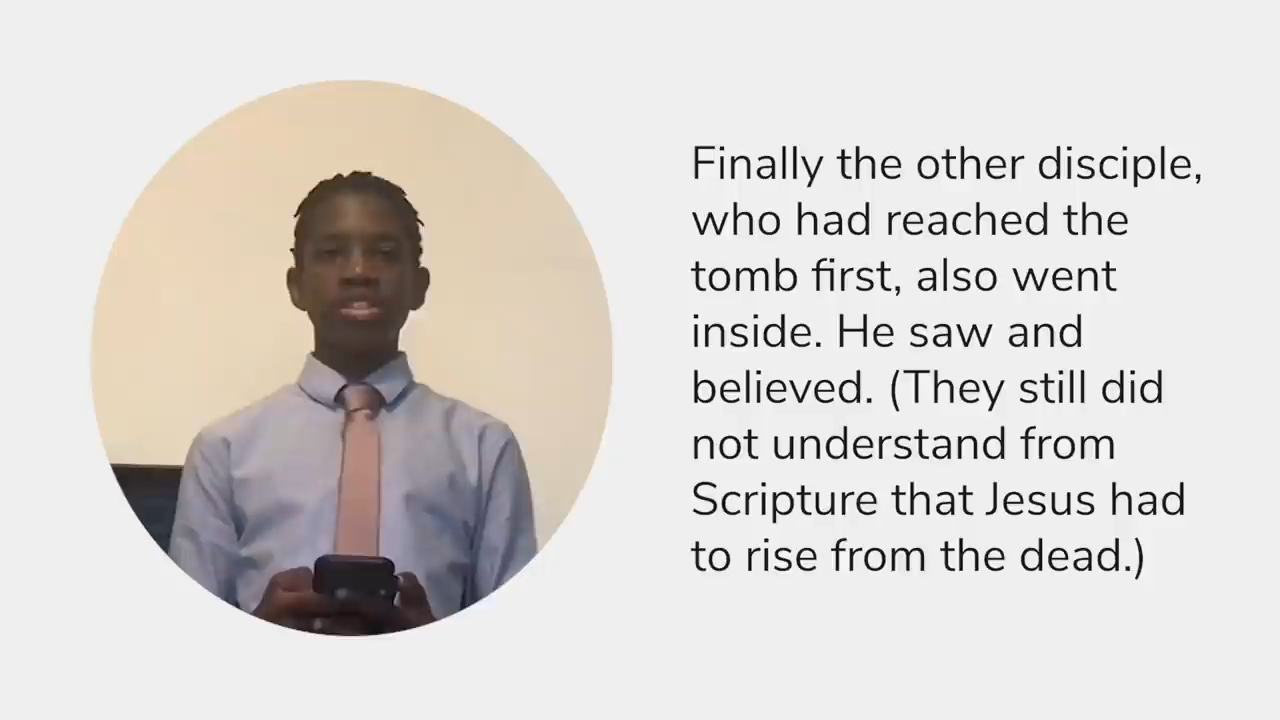 Finally the other disciple,
who had reached the
tomb first, also went
inside. He saw and
believed. (They still did
not understand from
Scripture that Jesus had
to rise from the dead.)